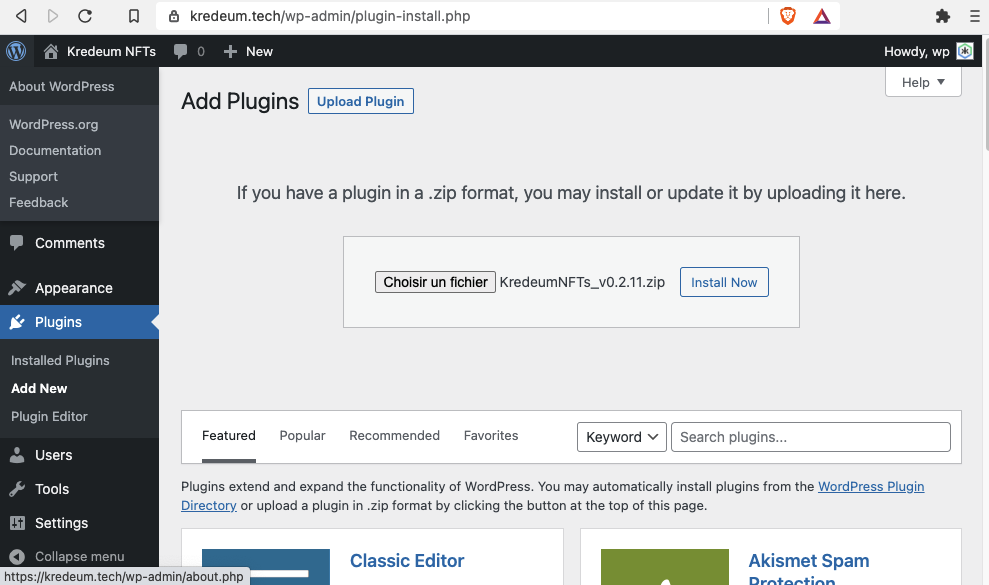 kredeum.tech/wp-admin/plugin-install.php
Kredeum NFTs 0 New Howdy, wp
About WordPress
WordPress.org
Documentation
Support
Feedback
Comments
Appearance
Plugins
Installed Plugins
Add New
Plugin Editor
Users
Tools
Settings
Collapse menu
https://kredeum.tech/wp-admin/about.php
Help
Add Plugins Upload Plugin
If you have a plugin in a .zip format, you may install or update it by uploading it here.
Choisir un fichier KredeumNFTs_v0.2.11.zip Install Now
Featured Popular Recommended Favorites Keyword Search plugins...
Plugins extend and expand the functionality of WordPress. You may automatically install plugins from the WordPress Plugin
Directory or upload a plugin in .zip format by clicking the button at the top of this page.
Classic Editor
Akismet Spam
Protection